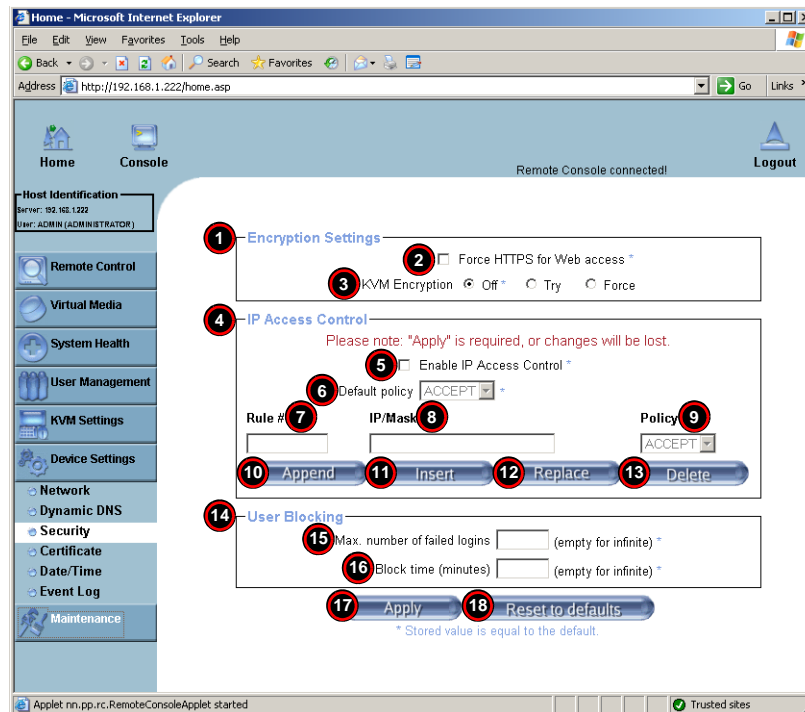 Home - Microsoft Internet Explorer
File Edit View Favorites Tools Help
Back Search Favorites
Address http://192.168.1.222/home.asp Go Links »
Home Console Remote Console connected! Logout
Host Identification
Server: 192.168.1.222
User: ADMIN (ADMINISTRATOR)
Remote Control
Virtual Media
System Health
User Management
KVM Settings
Device Settings
Network
Dynamic DNS
Security
Certificate
Date/Time
Event Log
Maintenance
1 Encryption Settings
2 Force HTTPS for Web access *
3 KVM Encryption Off * Try Force
4 IP Access Control
Please note: "Apply" is required, or changes will be lost.
5 Enable IP Access Control *
6 Default policy ACCEPT *
Rule # 7 IP/Mask 8 Policy 9
ACCEPT
10 Append 11 Insert 12 Replace 13 Delete
14 User Blocking
15 Max. number of failed logins (empty for infinite) *
16 Block time (minutes) (empty for infinite) *
17 Apply 18 Reset to defaults
* Stored value is equal to the default.
Applet nn.pp.rc.RemoteConsoleApplet started Trusted sites